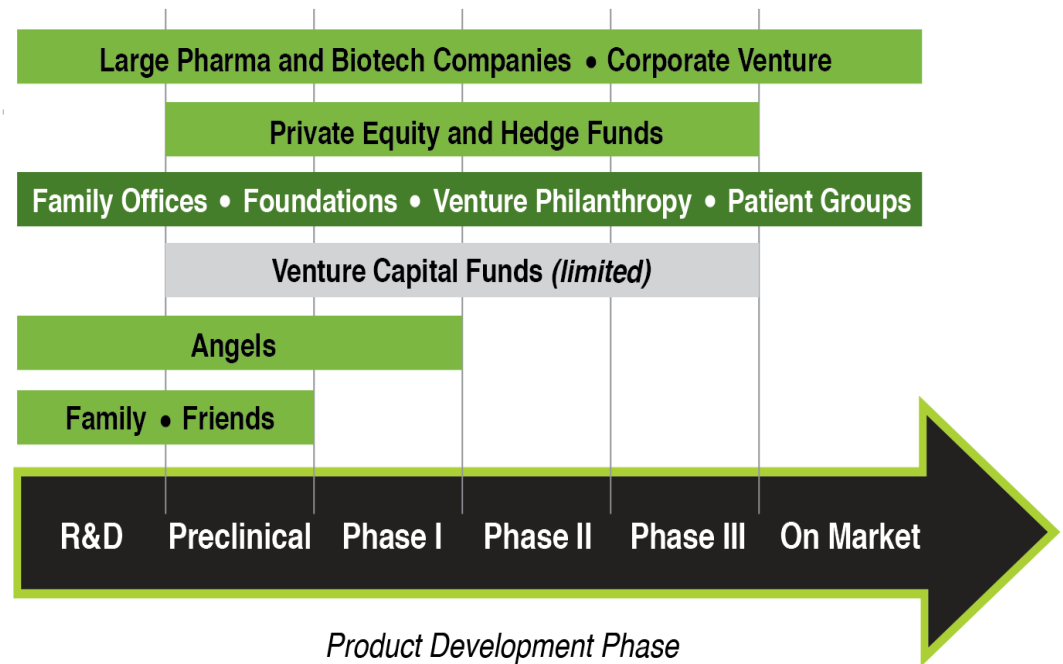 Large Pharma and Biotech Companies • Corporate Venture
Private Equity and Hedge Funds
Family Offices • Foundations • Venture Philanthropy • Patient Groups
Venture Capital Funds (limited)
Angels
Family • Friends
R&D Preclinical Phase I Phase II Phase III On Market
Product Development Phase